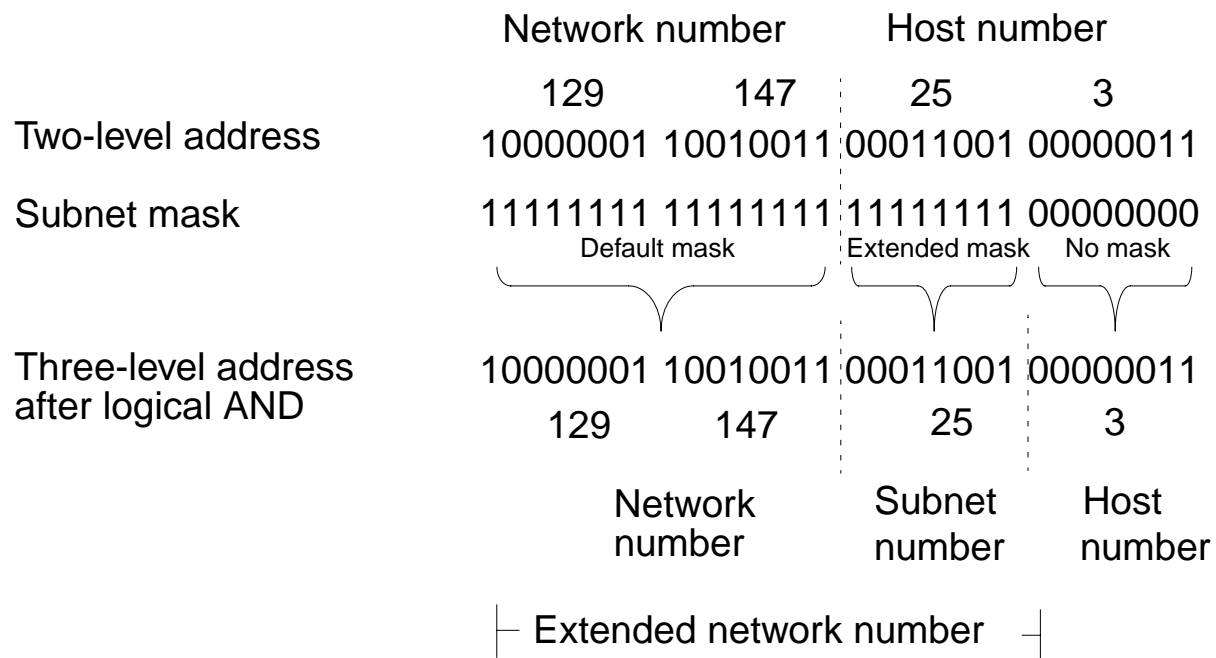 Network number Host number
129 147 25 3
Two-level address 10000001 10010011 00011001 00000011
Subnet mask 11111111 11111111 11111111 00000000
Default mask Extended mask No mask
Three-level address
after logical AND 10000001 10010011 00011001 00000011
129 147 25 3
Network
number
Subnet
number
Host
number
Extended network number